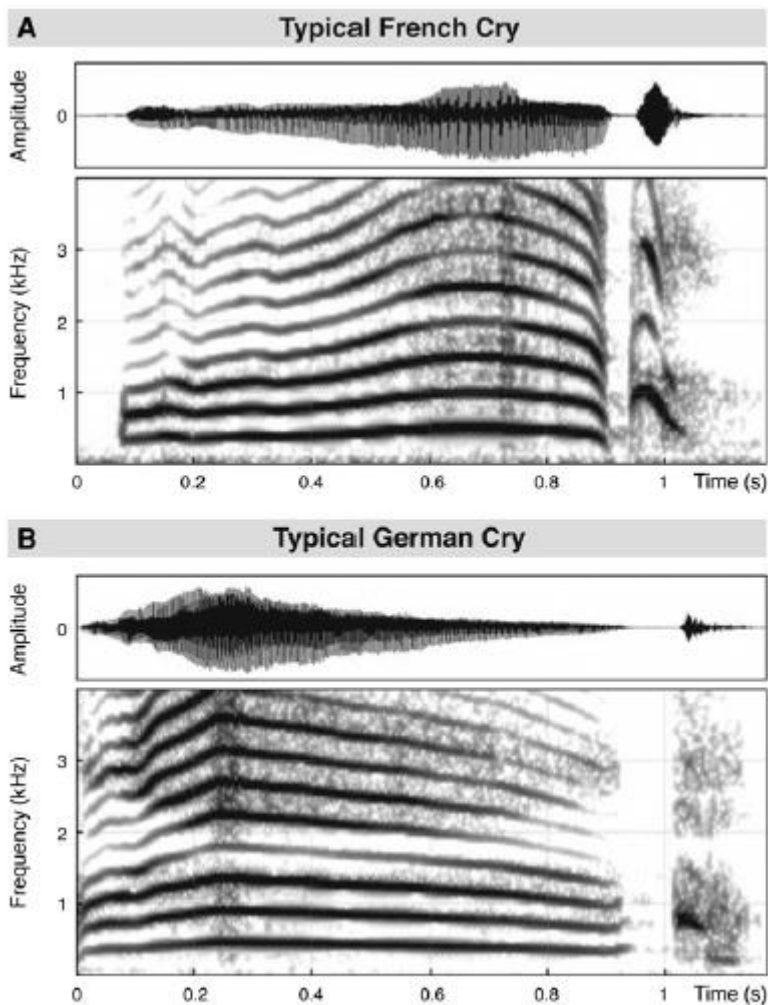 A Typical French Cry
Amplitude
0
Frequency (kHz)
3
2
1
0 0.2 0.4 0.6 0.8 1 Time (s)
B Typical German Cry
Amplitude
0
Frequency (kHz)
3
2
1
0 0.2 0.4 0.6 0.8 1 Time (s)